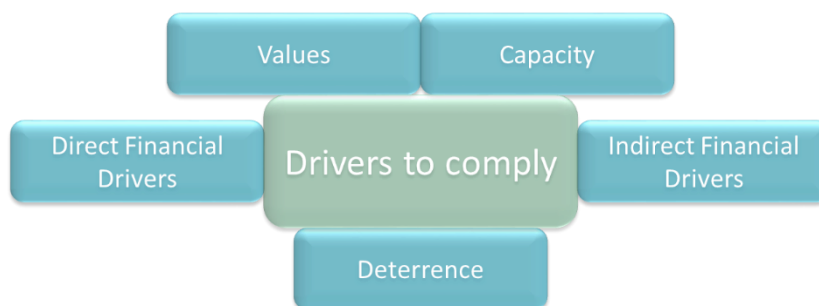 Values
Capacity
Direct Financial
Drivers
Drivers to comply
Indirect Financial
Drivers
Deterrence